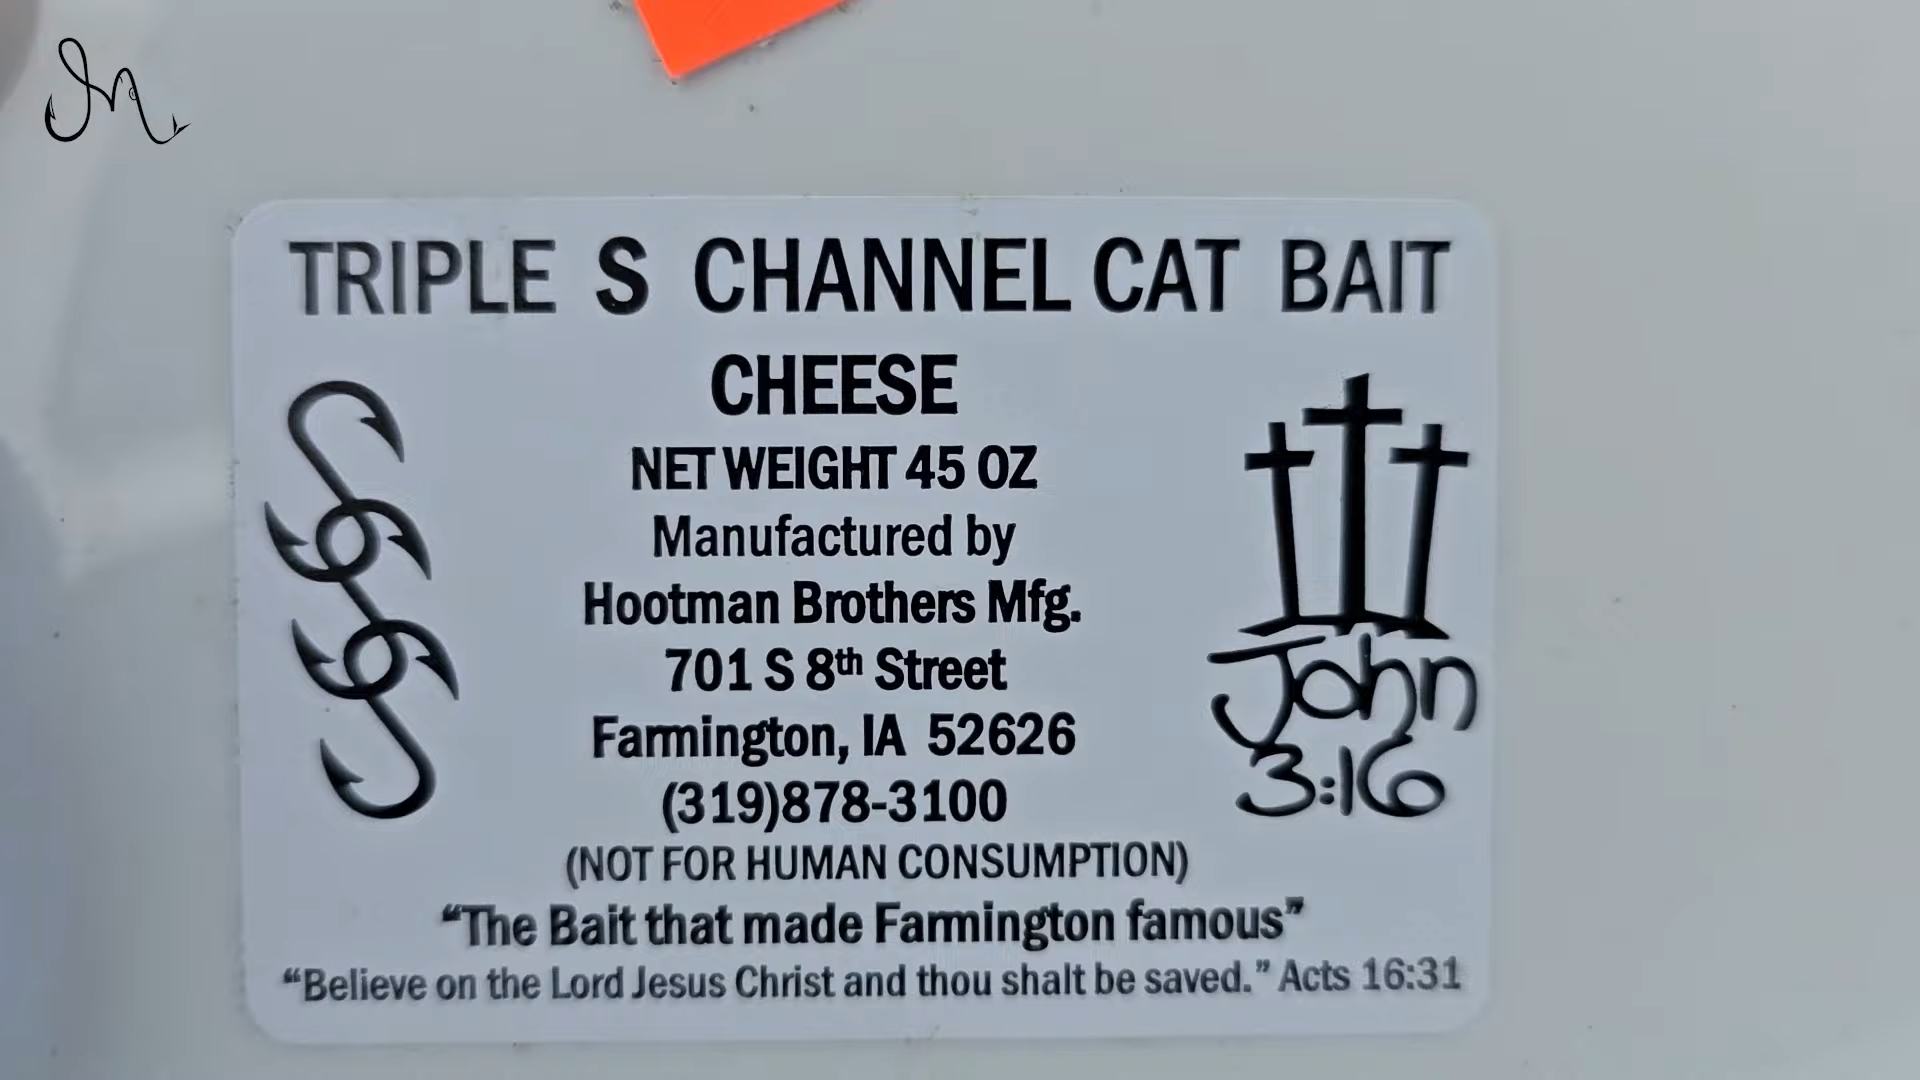 TRIPLE S CHANNEL CAT BAIT
CHEESE
NET WEIGHT 45 OZ
Manufactured by
Hootman Brothers Mfg.
701 S 8th Street
Farmington, IA 52626
(319)878-3100
(NOT FOR HUMAN CONSUMPTION)
“The Bait that made Farmington famous”
“Believe on the Lord Jesus Christ and thou shalt be saved.” Acts 16:31
John
3:16